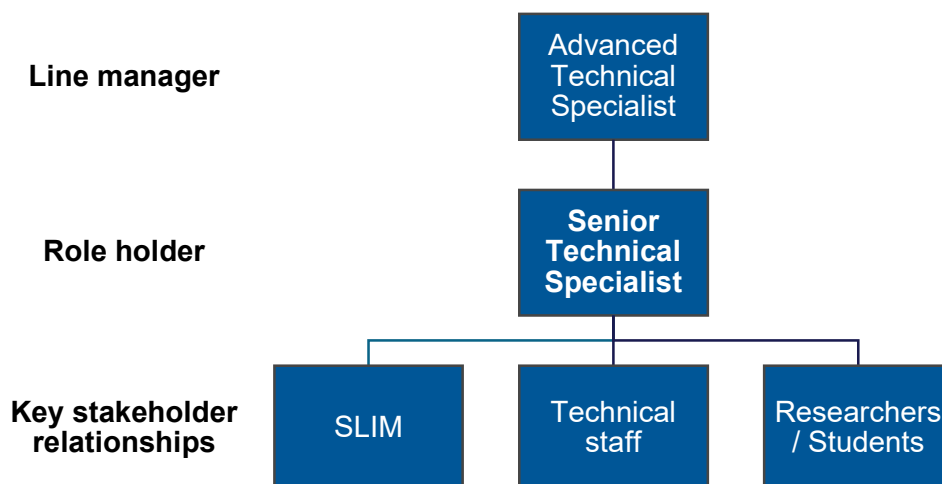 Line manager
Advanced
Technical
Specialist
Role holder
Senior
Technical
Specialist
Key stakeholder
relationships
SLIM
Technical
staff
Researchers
/ Students